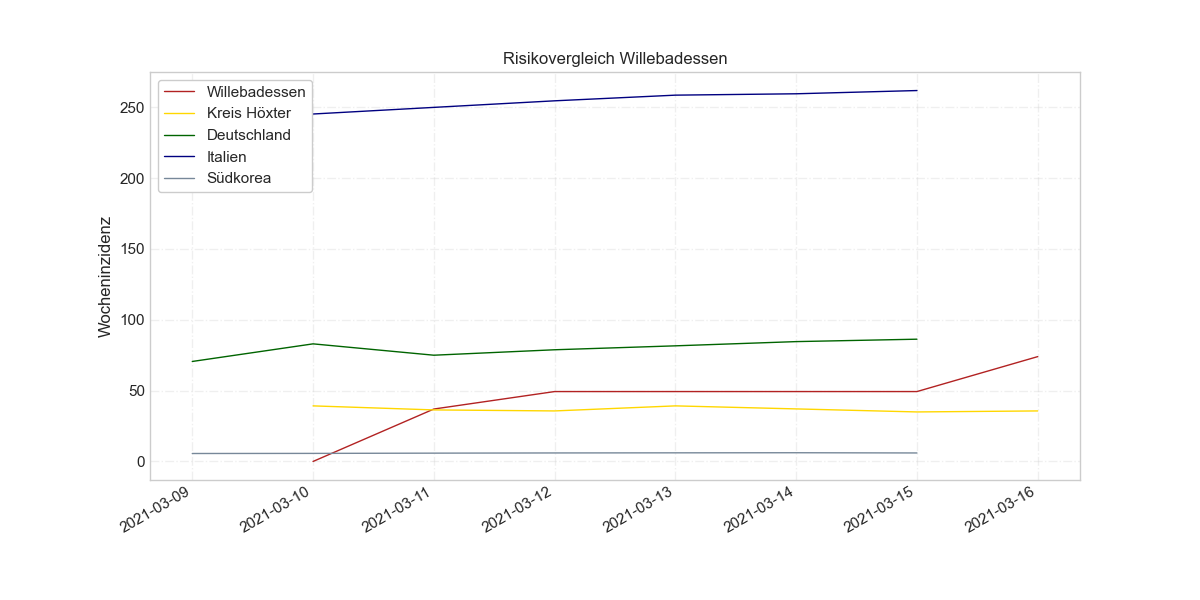 Risikovergleich Willebadessen
Willebadessen
Kreis Höxter
Deutschland
Italien
Südkorea
Wocheninzidenz
250
200
150
100
50
0
2021-03-09
2021-03-10
2021-03-11
2021-03-12
2021-03-13
2021-03-14
2021-03-15
2021-03-16